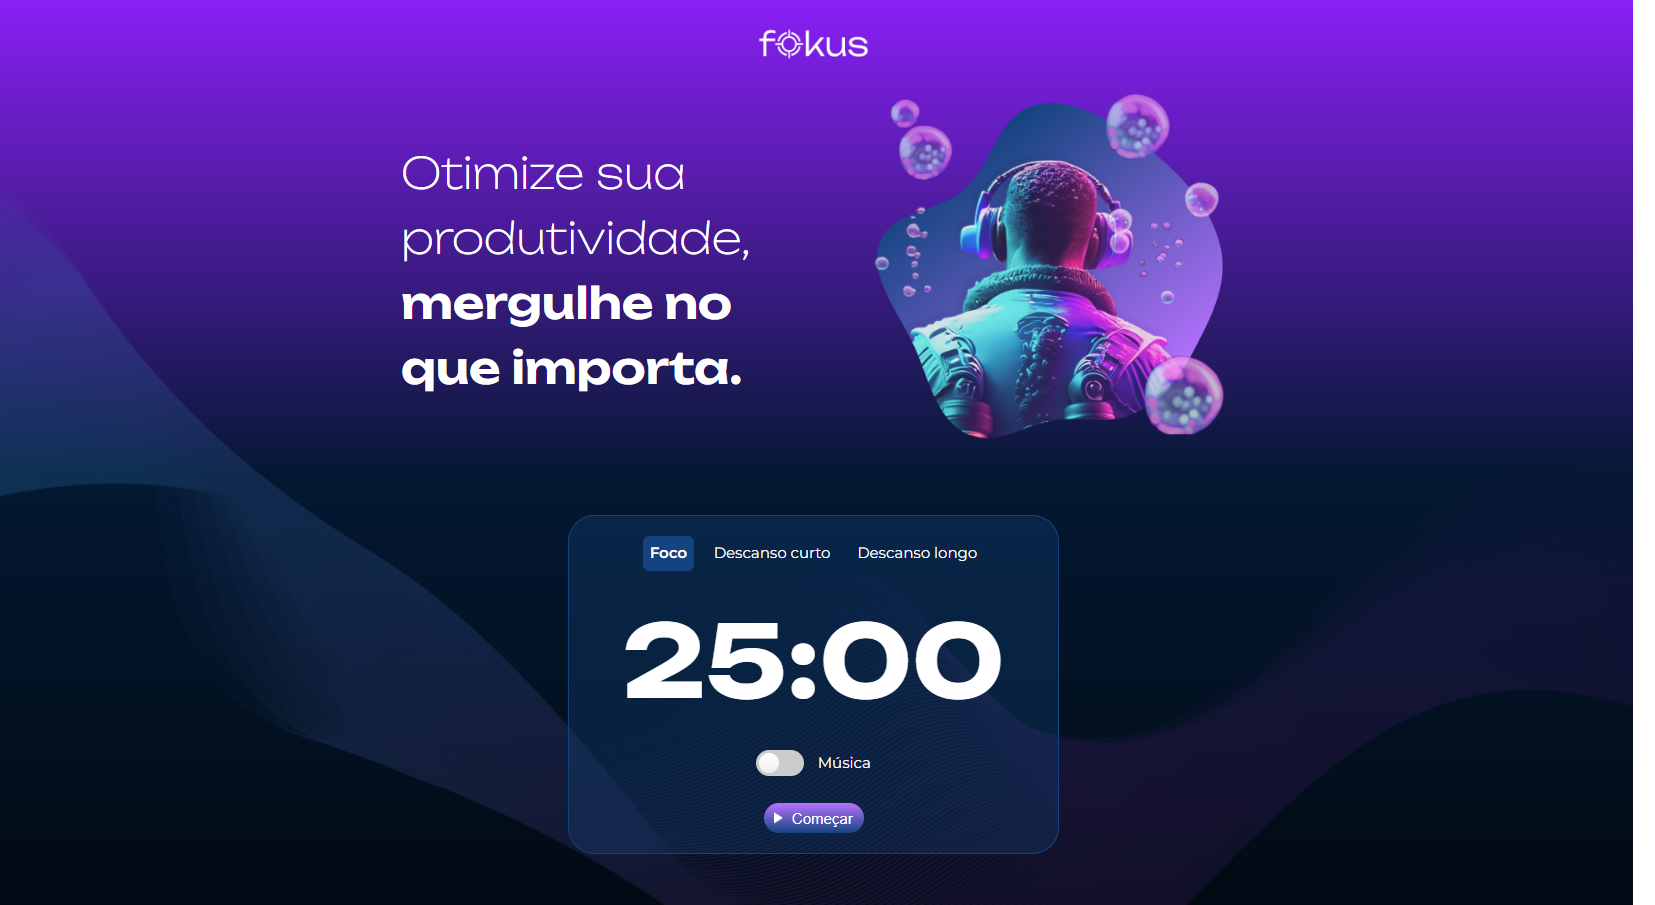 fokus
Otimize sua
produtividade,
mergulhe no
que importa.
Foco Descanso curto Descanso longo
25:00
Música
Começar